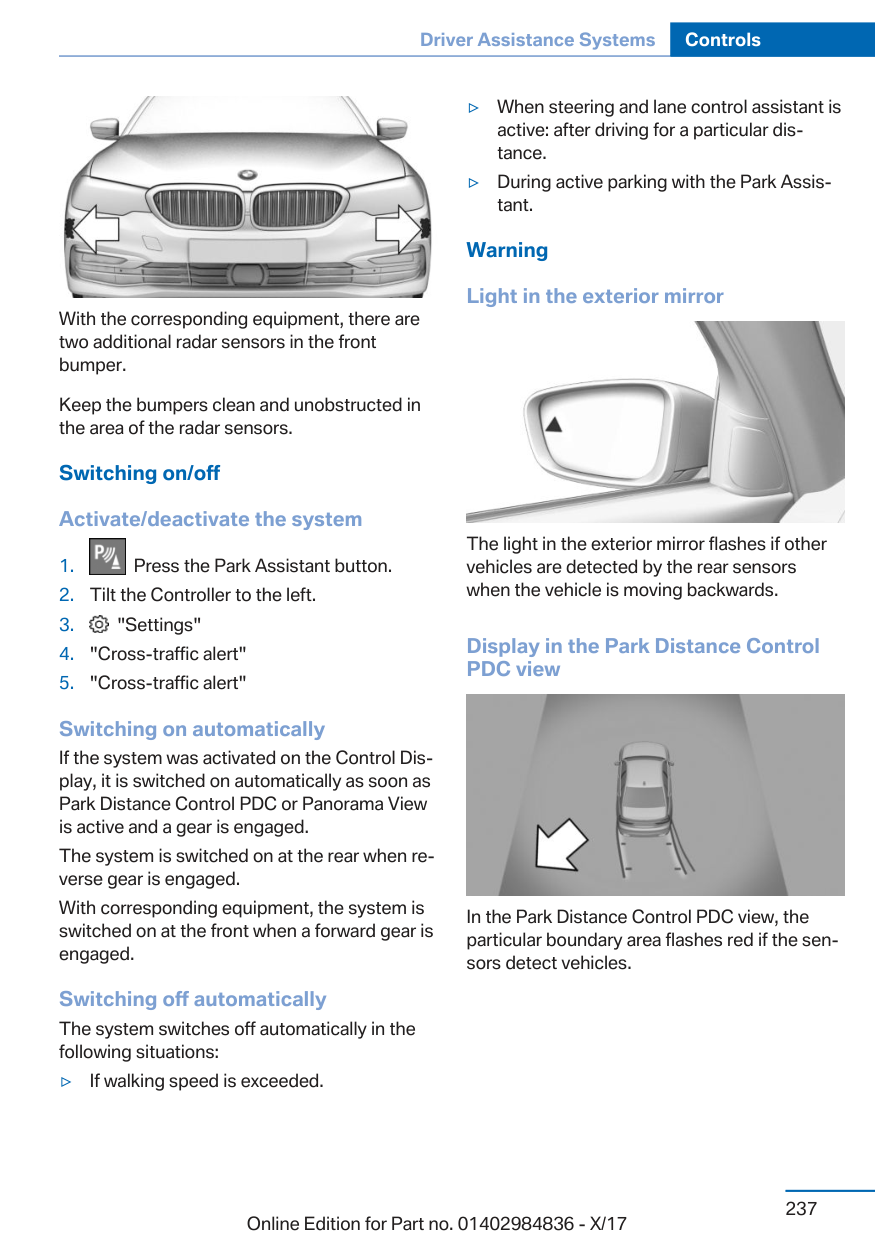 Driver Assistance Systems Controls
With the corresponding equipment, there are
two additional radar sensors in the front
bumper.
Keep the bumpers clean and unobstructed in
the area of the radar sensors.
Switching on/off
Activate/deactivate the system
1. Press the Park Assistant button.
2. Tilt the Controller to the left.
3. "Settings"
4. "Cross-traffic alert"
5. "Cross-traffic alert"
Switching on automatically
If the system was activated on the Control Dis-
play, it is switched on automatically as soon as
Park Distance Control PDC or Panorama View
is active and a gear is engaged.
The system is switched on at the rear when re-
verse gear is engaged.
With corresponding equipment, the system is
switched on at the front when a forward gear is
engaged.
Switching off automatically
The system switches off automatically in the
following situations:
▷ If walking speed is exceeded.
▷ When steering and lane control assistant is
active: after driving for a particular dis-
tance.
▷ During active parking with the Park Assis-
tant.
Warning
Light in the exterior mirror
The light in the exterior mirror flashes if other
vehicles are detected by the rear sensors
when the vehicle is moving backwards.
Display in the Park Distance Control
PDC view
In the Park Distance Control PDC view, the
particular boundary area flashes red if the sen-
sors detect vehicles.
237
Online Edition for Part no. 01402984836 - X/17